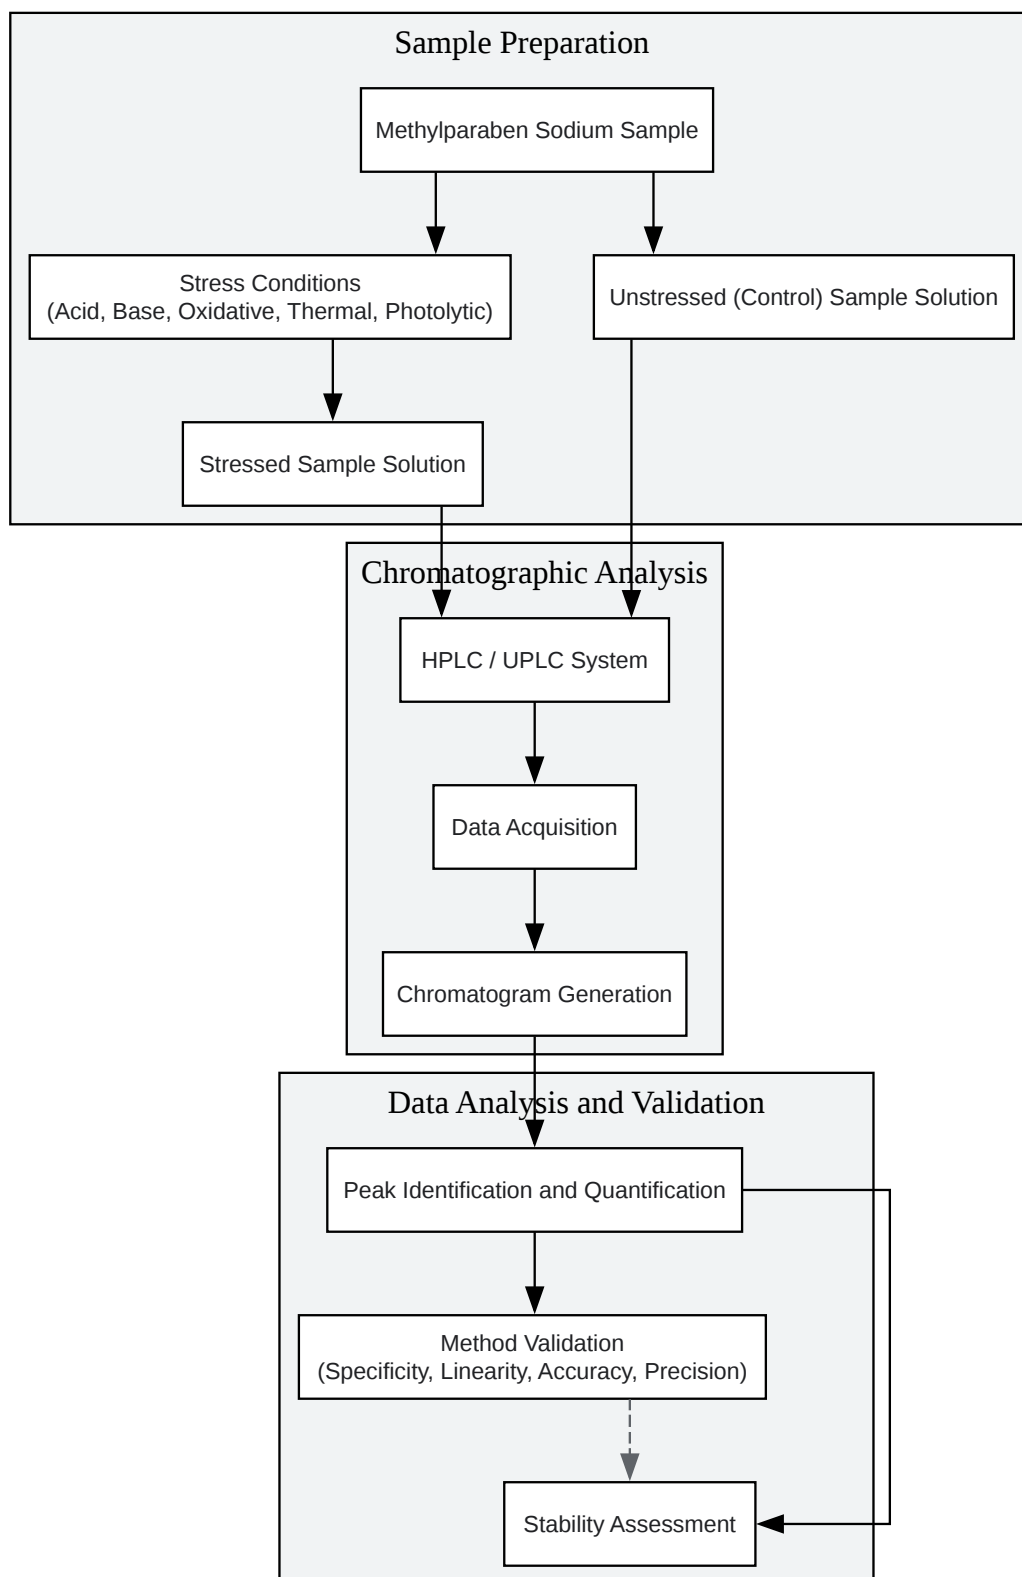 Sample Preparation
Methylparaben Sodium Sample
Stress Conditions
(Acid, Base, Oxidative, Thermal, Photolytic)
Unstressed (Control) Sample Solution
Stressed Sample Solution
Chromatographic Analysis
HPLC / UPLC System
Data Acquisition
Chromatogram Generation
Data Analysis and Validation
Peak Identification and Quantification
Method Validation
(Specificity, Linearity, Accuracy, Precision)
Stability Assessment